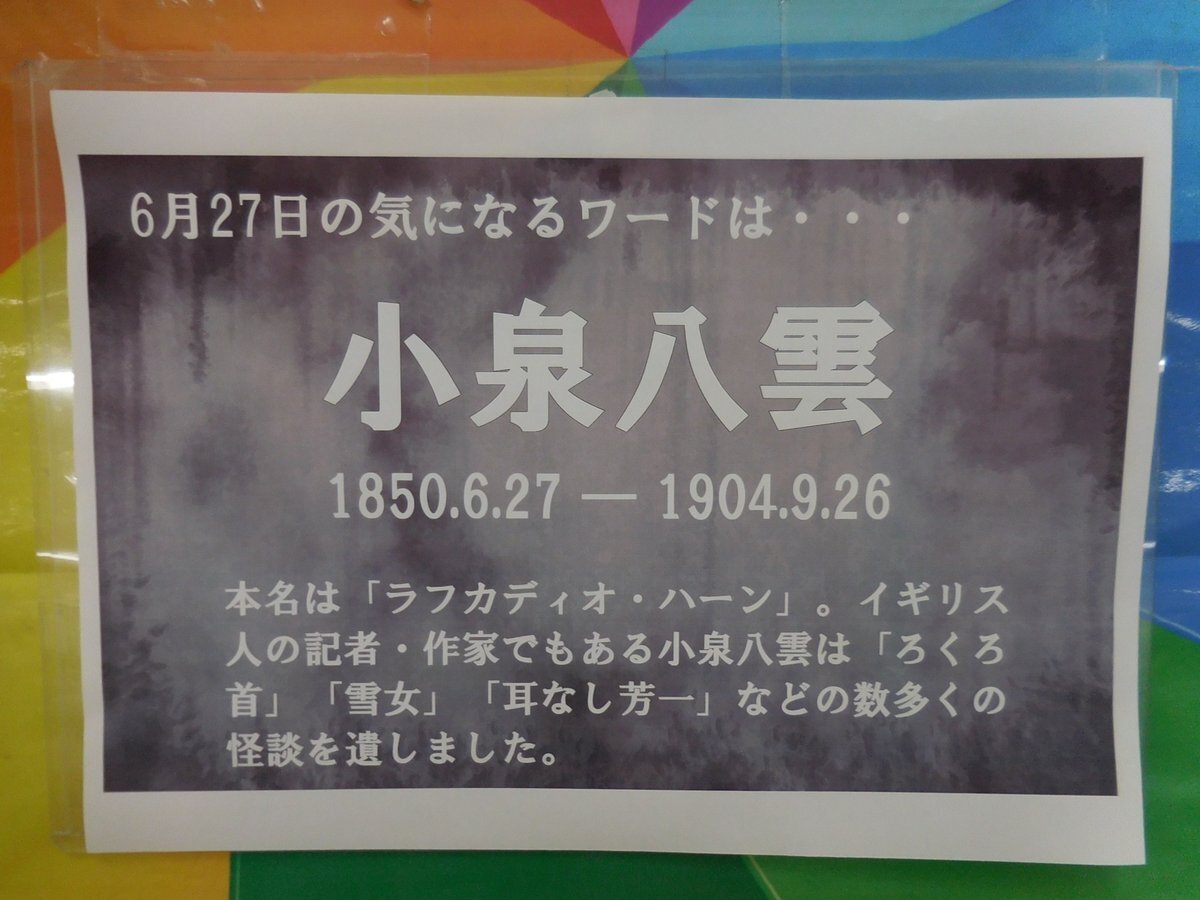 6月27日の気になるワードは・・・
小泉八雲
1850.6.27 ― 1904.9.26
本名は「ラフカディオ・ハーン」。イギリス
人の記者・作家でもある小泉八雲は「ろくろ
首」「雪女」「耳なし芳一」などの数多くの
怪談を遺しました。